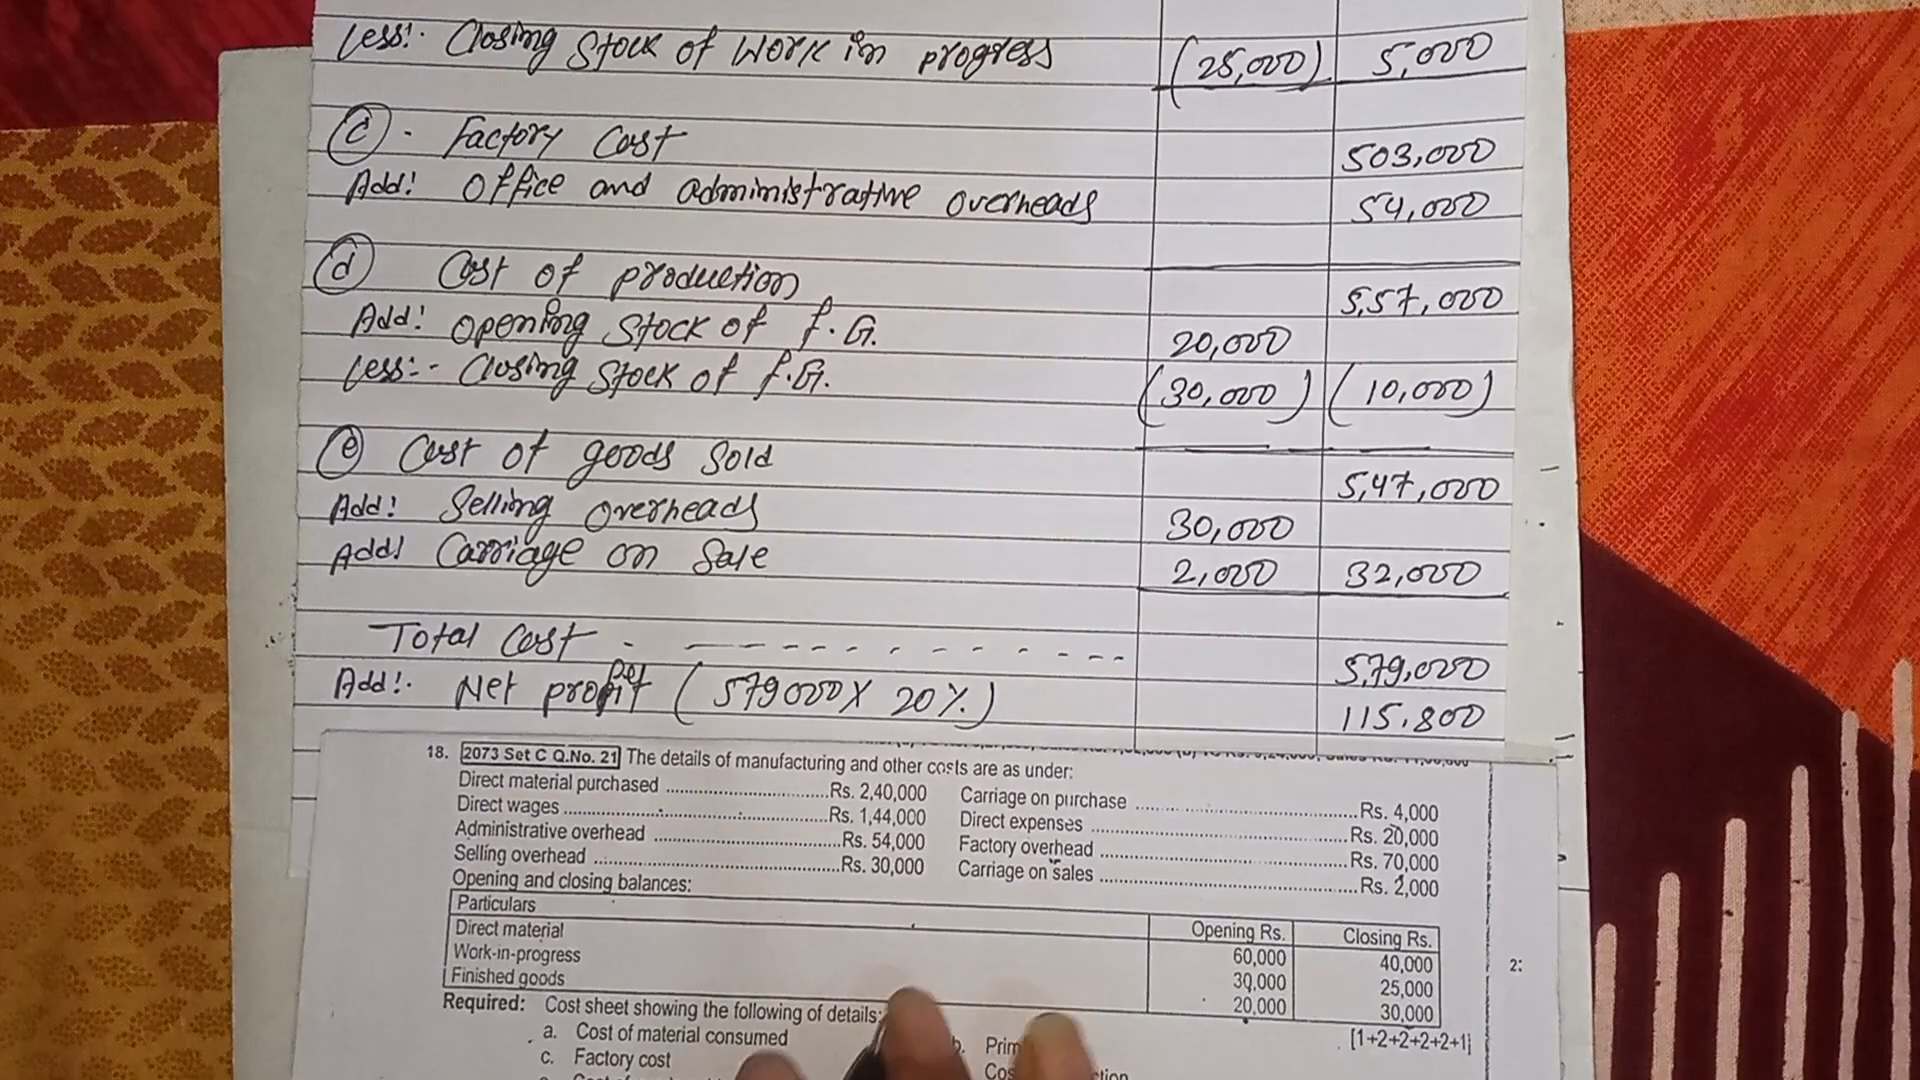 Less:- Closing Stock of Work in progress (25,000) 5,000
(c) - Factory Cost 503,000
Add: Office and administrative overheads 54,000
(d) Cost of production 5,57,000
Add: Opening Stock of F.G. 20,000
Less:- Closing Stock of F.G. (30,000) (10,000)
(e) Cost of goods Sold 5,47,000
Add: Selling overheads 30,000
Add: Carriage on Sale 2,000 32,000
Total Cost 579,000
Add:- Net profit (579000 X 20%) 115,800
18. 2073 Set C Q.No. 21 The details of manufacturing and other costs are as under:
Direct material purchased Rs. 2,40,000 Carriage on purchase Rs. 4,000
Direct wages Rs. 1,44,000 Direct expenses Rs. 20,000
Administrative overhead Rs. 54,000 Factory overhead Rs. 70,000
Selling overhead Rs. 30,000 Carriage on sales Rs. 2,000
Opening and closing balances:
Particulars Opening Rs. Closing Rs.
Direct material 60,000 40,000
Work-in-progress 30,000 25,000
Finished goods 20,000 30,000
Required: Cost sheet showing the following of details: [1+2+2+2+2+1]
a. Cost of material consumed b.
c. Factory cost
2: